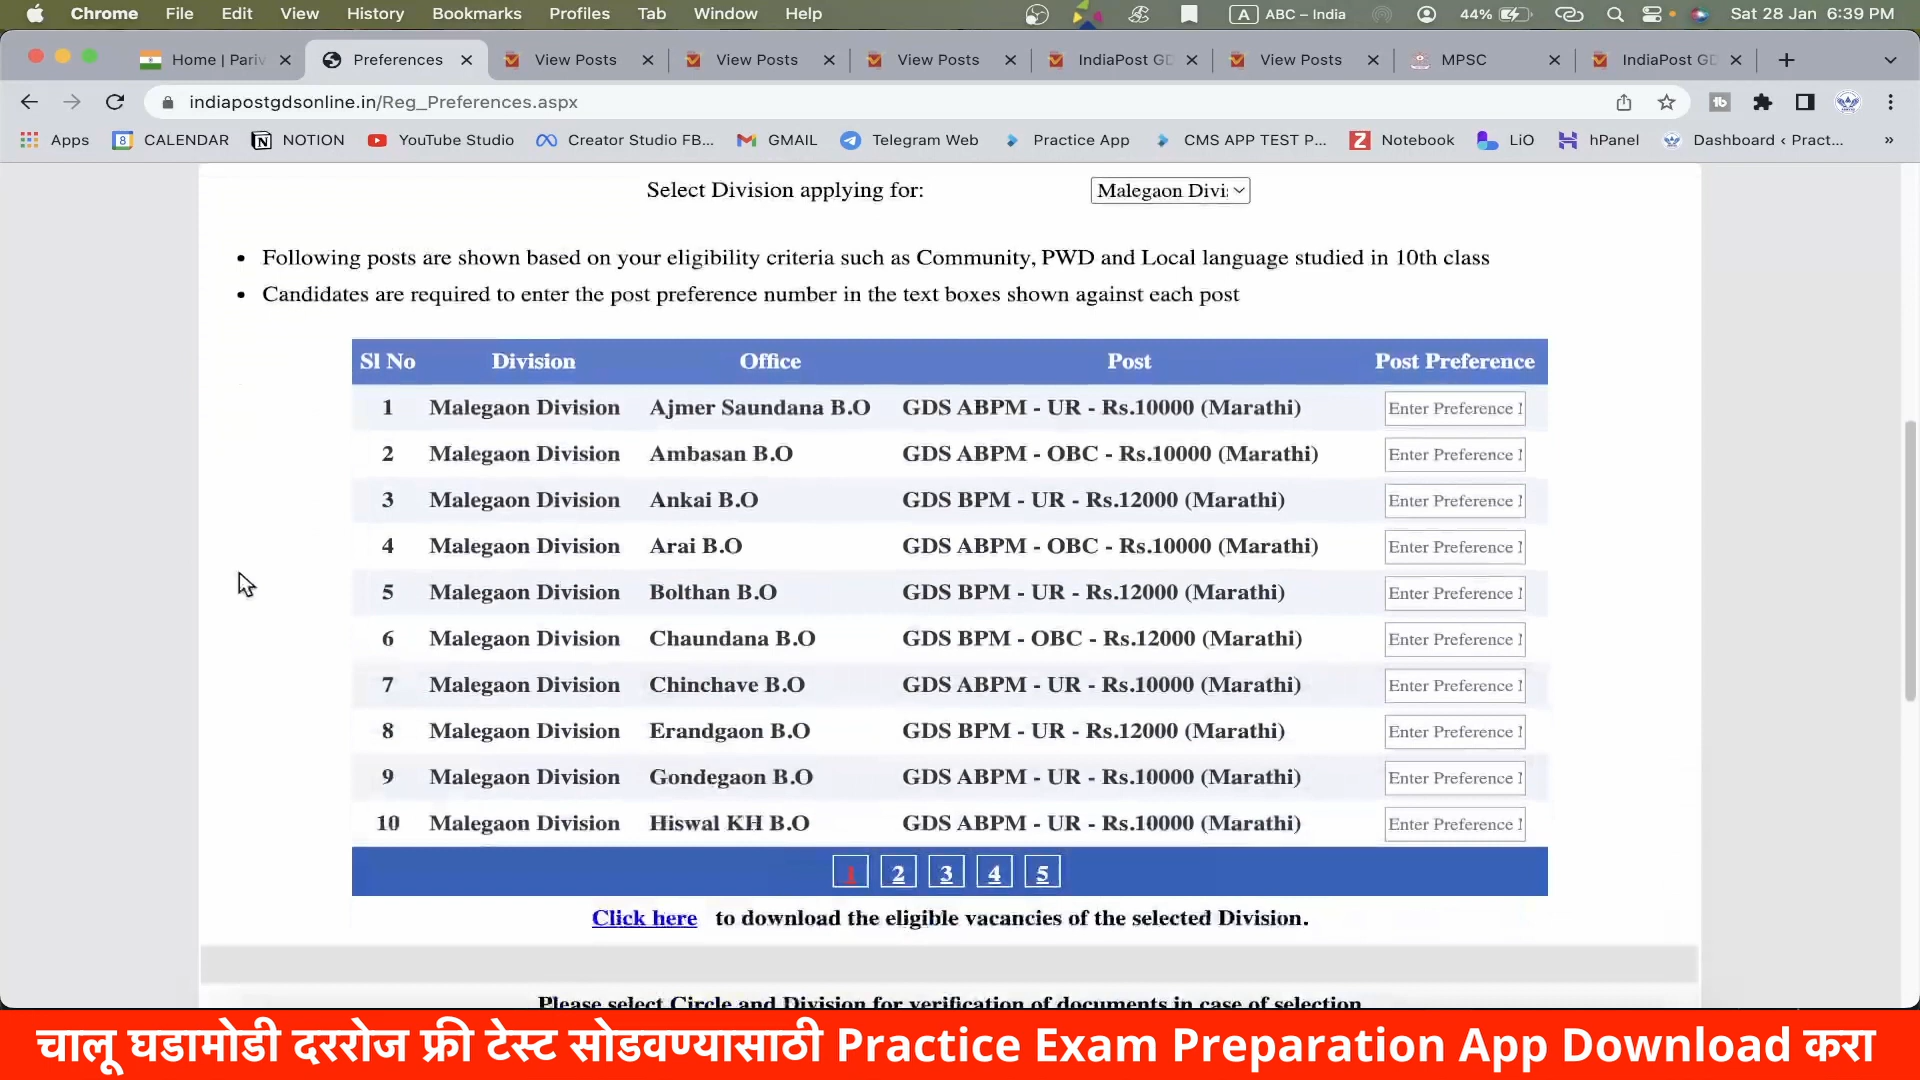 Chrome File Edit View History Bookmarks Profiles Tab Window Help A ABC – India 44% Sat 28 Jan 6:39 PM
Home | Pariv Preferences View Posts View Posts View Posts IndiaPost GD View Posts MPSC IndiaPost GD
indiapostgdsonline.in/Reg_Preferences.aspx
Apps CALENDAR NOTION YouTube Studio Creator Studio FB... GMAIL Telegram Web Practice App CMS APP TEST P... Notebook LiO hPanel Dashboard ‹ Pract... »
Select Division applying for: Malegaon Divi
• Following posts are shown based on your eligibility criteria such as Community, PWD and Local language studied in 10th class
• Candidates are required to enter the post preference number in the text boxes shown against each post
Sl No Division Office Post Post Preference
1 Malegaon Division Ajmer Saundana B.O GDS ABPM - UR - Rs.10000 (Marathi) Enter Preference
2 Malegaon Division Ambasan B.O GDS ABPM - OBC - Rs.10000 (Marathi) Enter Preference
3 Malegaon Division Ankai B.O GDS BPM - UR - Rs.12000 (Marathi) Enter Preference
4 Malegaon Division Arai B.O GDS ABPM - OBC - Rs.10000 (Marathi) Enter Preference
5 Malegaon Division Bolthan B.O GDS BPM - UR - Rs.12000 (Marathi) Enter Preference
6 Malegaon Division Chaundana B.O GDS BPM - OBC - Rs.12000 (Marathi) Enter Preference
7 Malegaon Division Chinchave B.O GDS ABPM - UR - Rs.10000 (Marathi) Enter Preference
8 Malegaon Division Erandgaon B.O GDS BPM - UR - Rs.12000 (Marathi) Enter Preference
9 Malegaon Division Gondegaon B.O GDS ABPM - UR - Rs.10000 (Marathi) Enter Preference
10 Malegaon Division Hiswal KH B.O GDS ABPM - UR - Rs.10000 (Marathi) Enter Preference
1 2 3 4 5
Click here to download the eligible vacancies of the selected Division.
Please select Circle and Division for verification of documents in case of selection
चालू घडामोडी दररोज फ्री टेस्ट सोडवण्यासाठी Practice Exam Preparation App Download करा